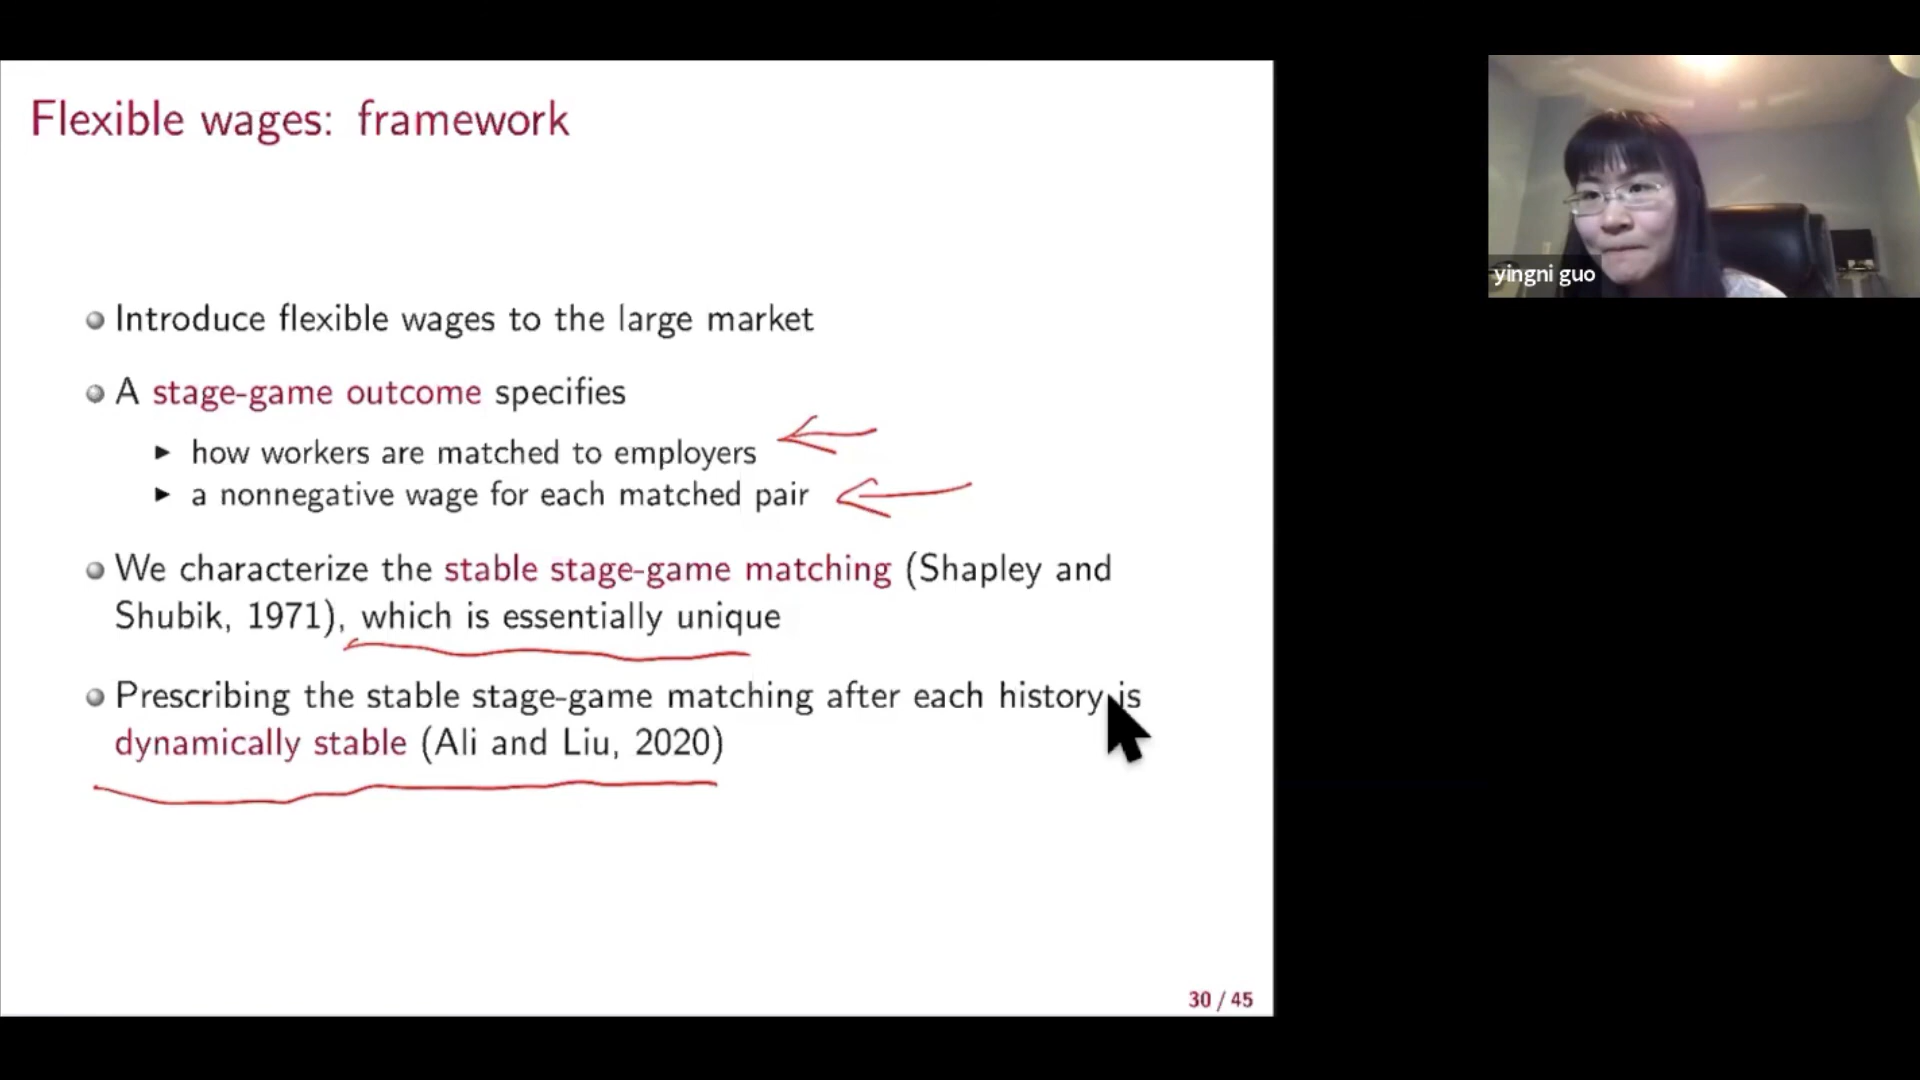 Flexible wages: framework
Introduce flexible wages to the large market
A stage-game outcome specifies
how workers are matched to employers
a nonnegative wage for each matched pair
We characterize the stable stage-game matching (Shapley and
Shubik, 1971), which is essentially unique
Prescribing the stable stage-game matching after each history is
dynamically stable (Ali and Liu, 2020)
30 / 45
yingni guo